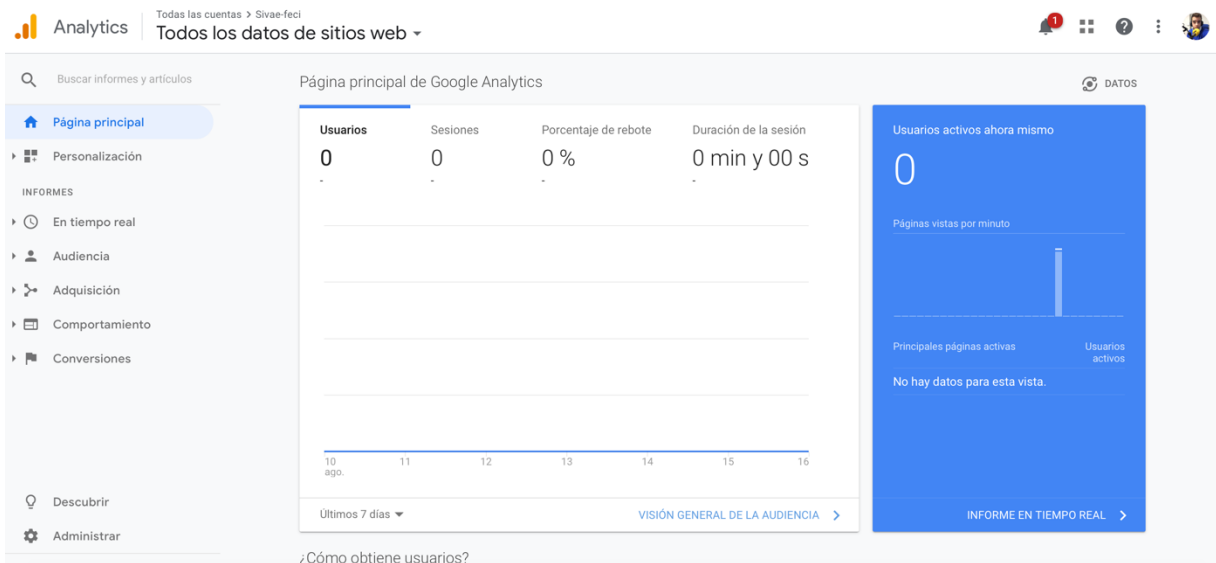 Analytics
Todas las cuentas > Sivae-feci
Todos los datos de sitios web
1
Buscar informes y artículos
Página principal
Personalización
INFORMES
En tiempo real
Audiencia
Adquisición
Comportamiento
Conversiones
Descubrir
Administrar
Página principal de Google Analytics
DATOS
Usuarios Sesiones Porcentaje de rebote Duración de la sesión
0 0 0 % 0 min y 00 s
- - - -
10 11 12 13 14 15 16
ago.
Últimos 7 días
VISIÓN GENERAL DE LA AUDIENCIA
Usuarios activos ahora mismo
0
Páginas vistas por minuto
Principales páginas activas Usuarios
activos
No hay datos para esta vista.
INFORME EN TIEMPO REAL
¿Cómo obtiene usuarios?